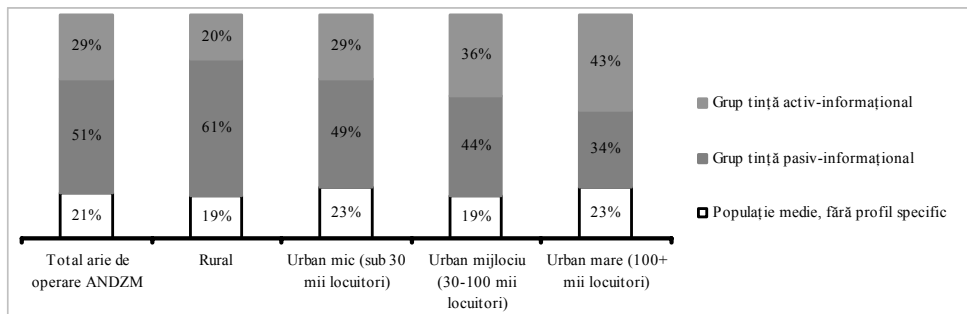 29%
20%
29%
36%
43%
51%
61%
49%
44%
34%
21%
19%
23%
19%
23%
Grup tință activ-informațional
Grup tință pasiv-informațional
Populație medie, fără profil specific
Total arie de
operare ANDZM
Rural
Urban mic (sub 30
mii locuitori)
Urban mijlociu
(30-100 mii
locuitori)
Urban mare (100+
mii locuitori)